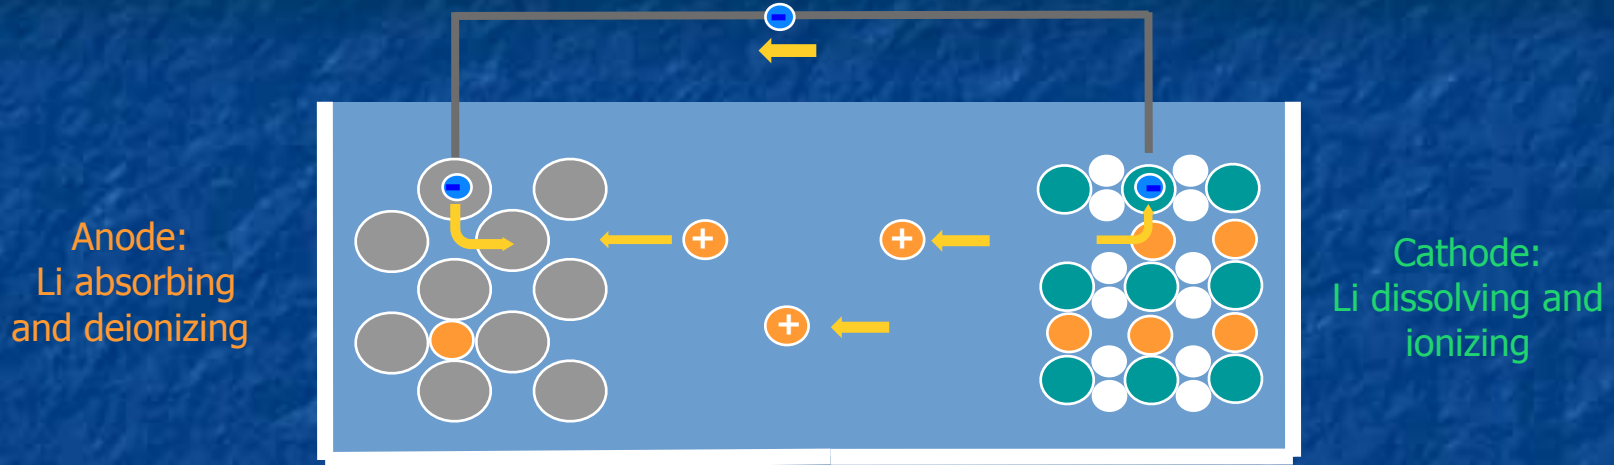 Anode:
Li absorbing
and deionizing
-
-
+
+
+
-
Cathode:
Li dissolving and
ionizing